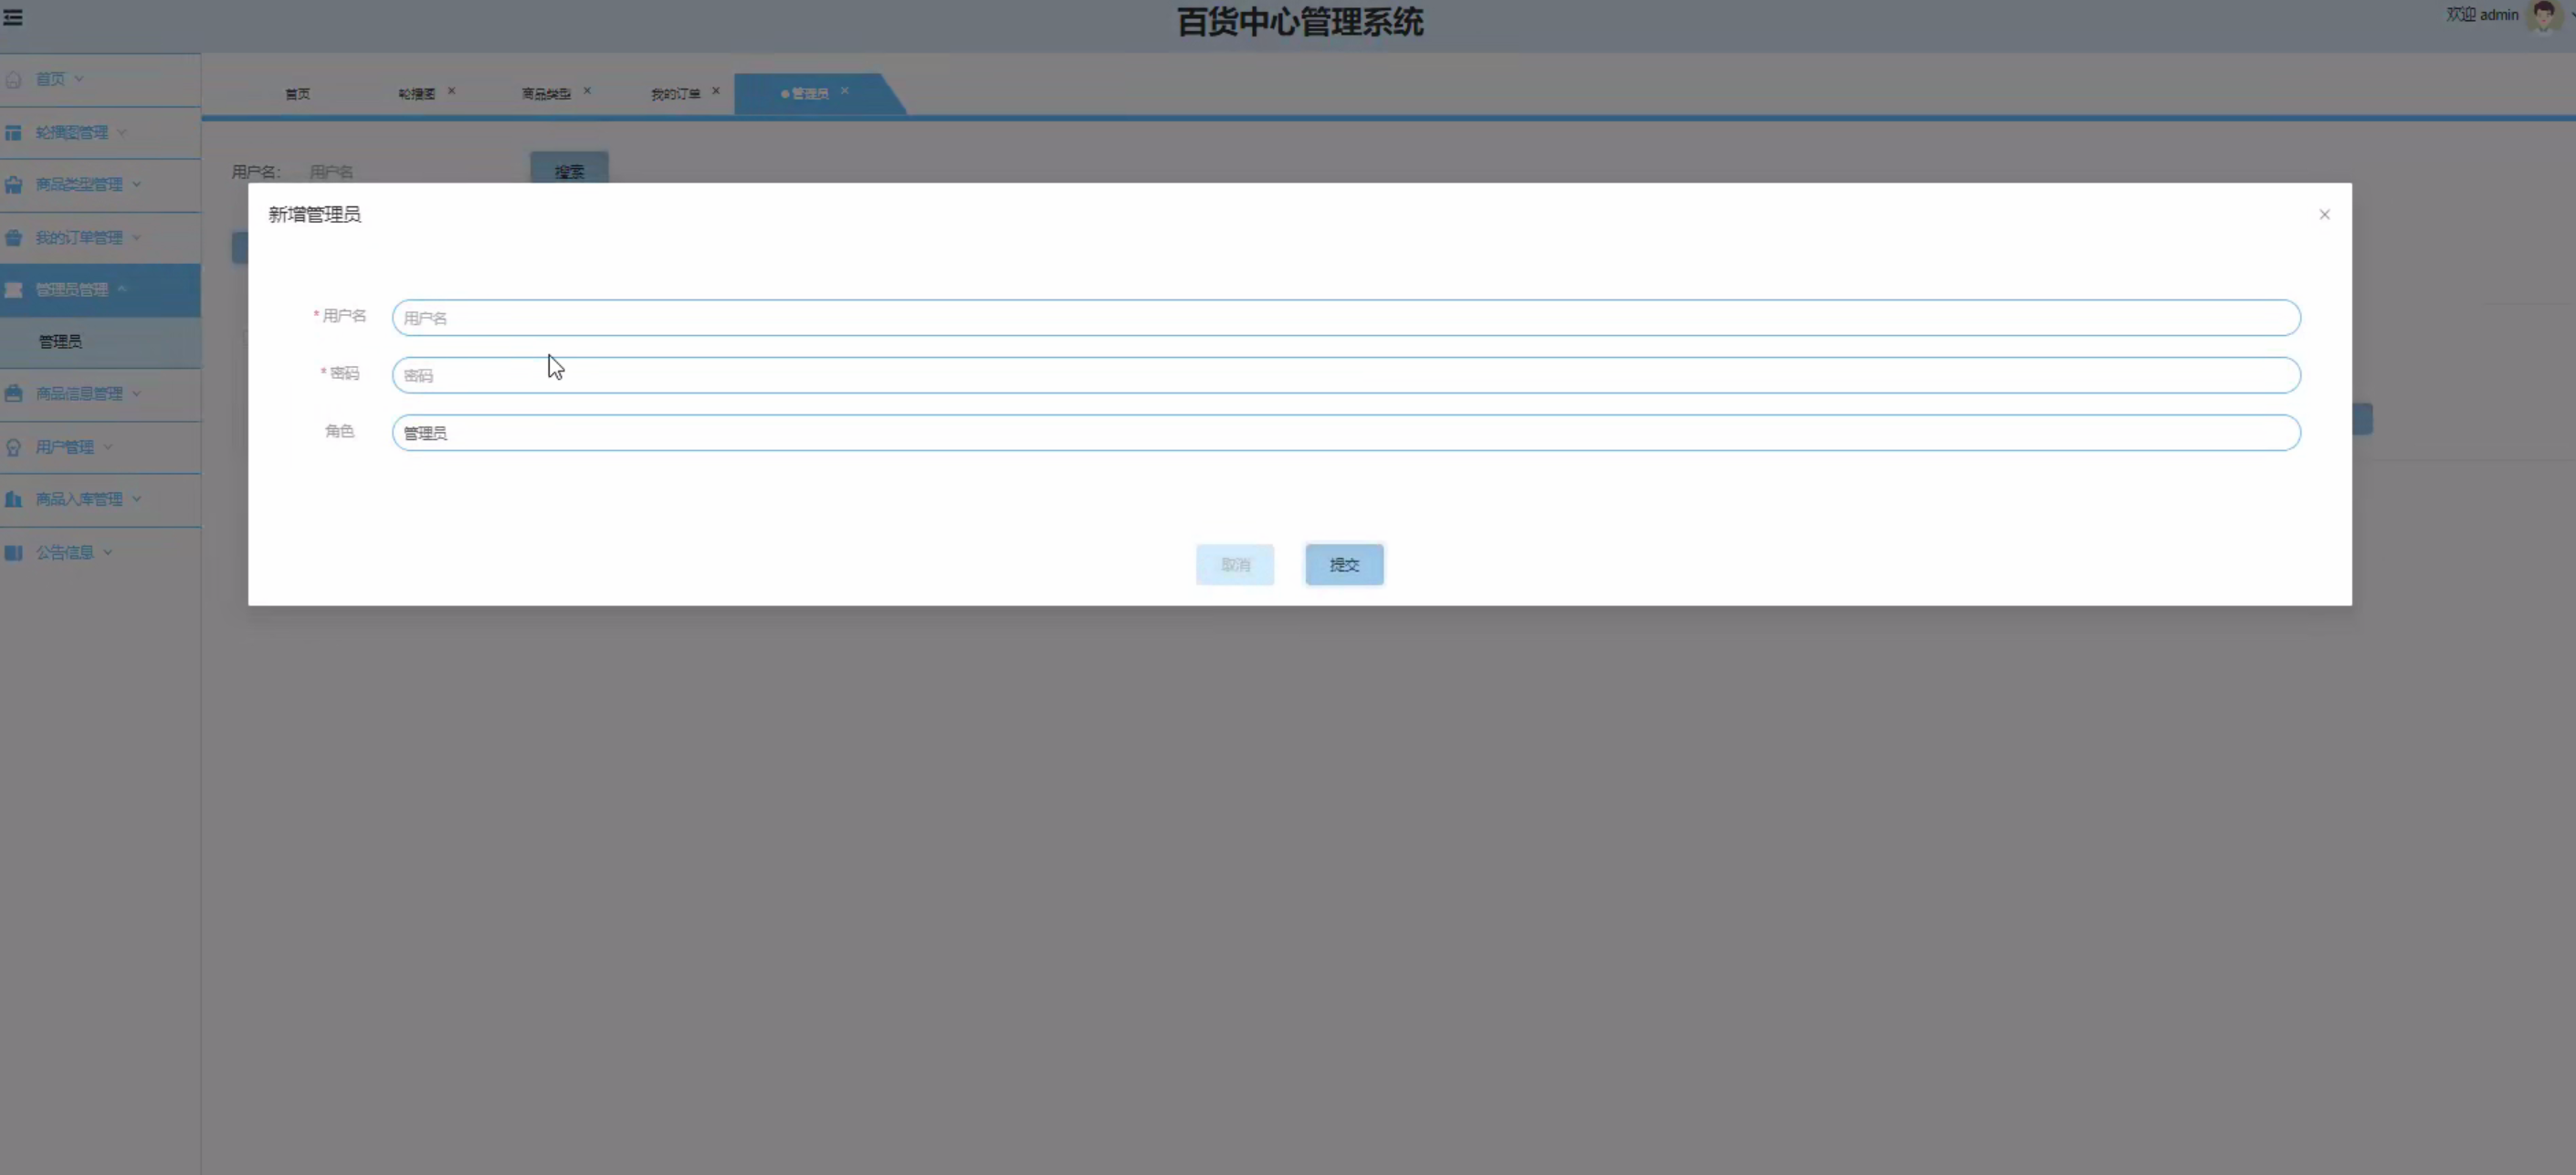 百货中心管理系统
欢迎 admin
首页
轮播图管理
商品类型管理
我的订单管理
管理员管理
管理员
商品信息管理
用户管理
商品入库管理
公告信息
首页 轮播图 商品类型 我的订单 管理员
用户名： 用户名 搜索
新增管理员
* 用户名 用户名
* 密码 密码
角色 管理员
取消 提交